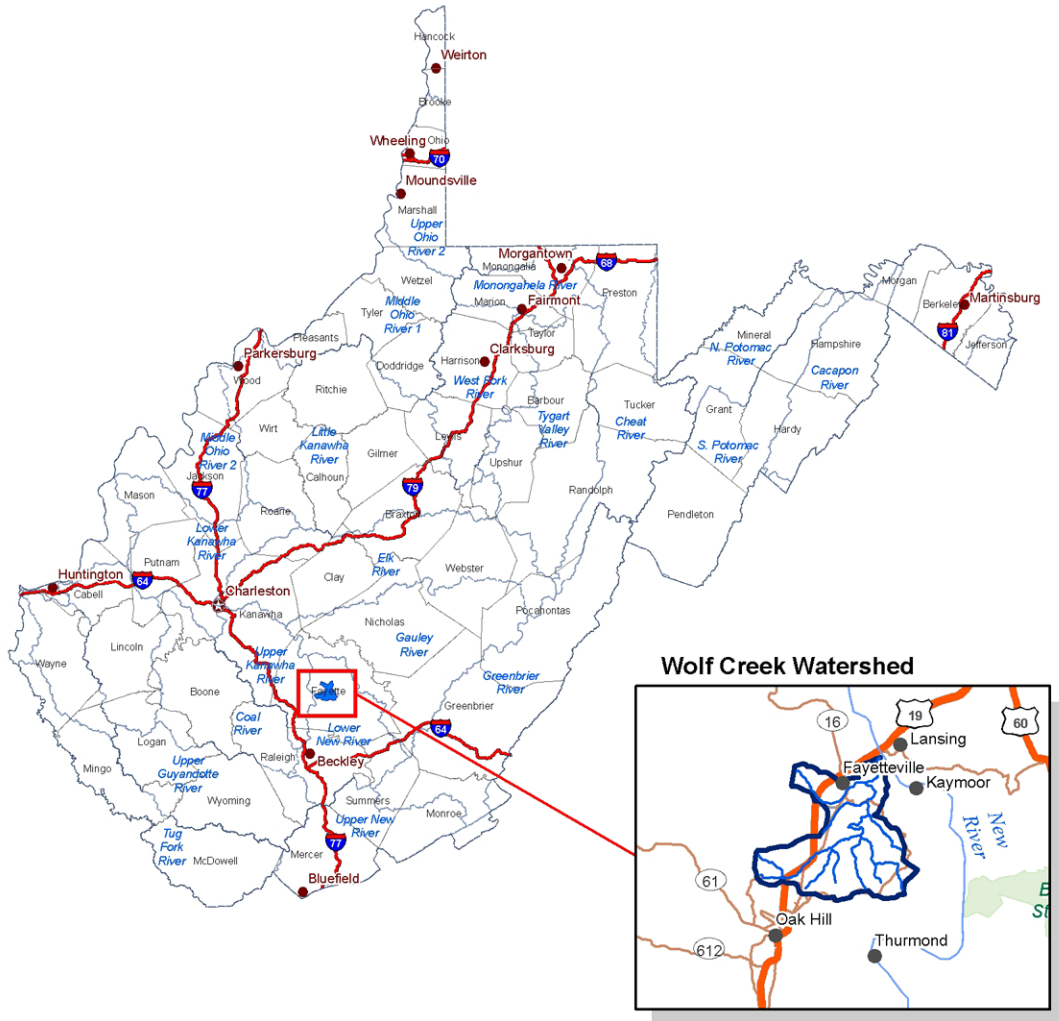 Hancock
Weirton
Brooke
Wheeling
Ohio
70
Moundsville
Marshall
Upper
Ohio
River 2
Morgantown
Monongalia
68
Wetzel
Monongahela River
Preston
Marion
Fairmont
Middle
Ohio
River 1
Tyler
Taylor
Morgan
Berkeley
Martinsburg
81
Jefferson
Pleasants
Mineral
N. Potomac
River
Hampshire
Parkersburg
Wood
Doddridge
Harrison
Clarksburg
Cacapon
River
Ritchie
West Fork
River
Barbour
Tucker
Grant
Wirt
Little
Kanawha
River
Tygart
Valley
River
Cheat
River
Hardy
Middle
Ohio
River 2
Lewis
Gilmer
Upshur
S. Potomac
River
Jackson
77
Calhoun
79
Randolph
Mason
Roane
Braxton
Pendleton
Lower
Kanawha
River
Putnam
Elk
River
Webster
Huntington
64
Clay
Cabell
Charleston
Kanawha
Pocahontas
Nicholas
Lincoln
Gauley
River
Upper
Kanawha
River
Wayne
Fayette
Greenbrier
River
Boone
Greenbrier
Coal
River
Lower
New River
64
Logan
Raleigh
Beckley
Mingo
Upper
Guyandotte
River
Wyoming
Summers
Monroe
Upper New
River
Tug
Fork
River
McDowell
Mercer
77
Bluefield
Wolf Creek Watershed
16
19
60
Lansing
Fayetteville
Kaymoor
New
River
61
Oak Hill
612
Thurmond
B
St